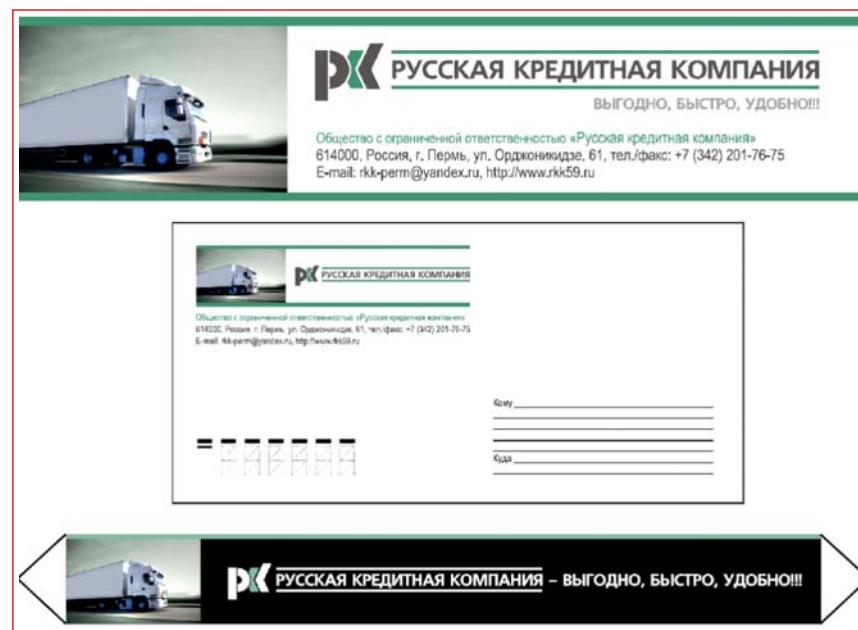 РК РУССКАЯ КРЕДИТНАЯ КОМПАНИЯ
ВЫГОДНО, БЫСТРО, УДОБНО!!!
Общество с ограниченной ответственностью «Русская кредитная компания»
614000, Россия, г. Пермь, ул. Орджоникидзе, 61, тел./факс: +7 (342) 201-76-75
E-mail: rkk-perm@yandex.ru, http://www.rkk59.ru
РК РУССКАЯ КРЕДИТНАЯ КОМПАНИЯ
Общество с ограниченной ответственностью «Русская кредитная компания»
614000, Россия, г. Пермь, ул. Орджоникидзе, 61, тел./факс: +7 (342) 201-76-75
E-mail: rkk-perm@yandex.ru, http://www.rkk59.ru
Кому
Куда
РК РУССКАЯ КРЕДИТНАЯ КОМПАНИЯ – ВЫГОДНО, БЫСТРО, УДОБНО!!!